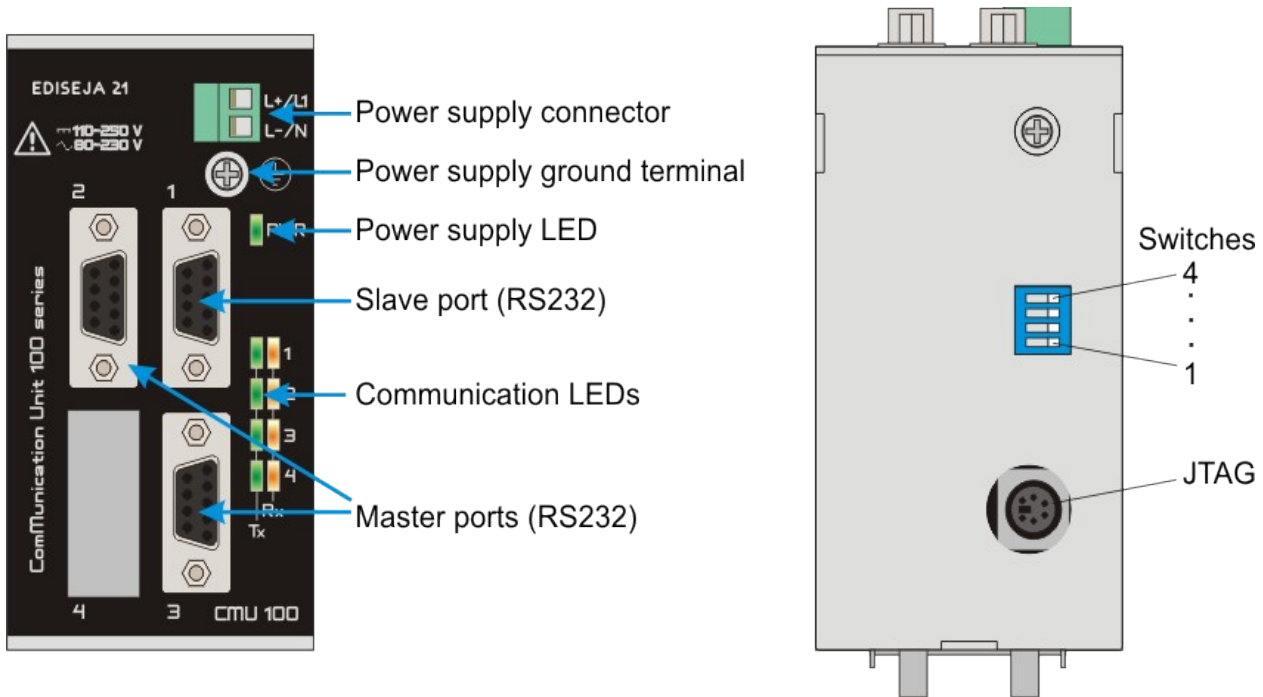 EDISEJA 21
110-250 V
80-230 V
L+/L1
L-/N
Power supply connector
Power supply ground terminal
2
1
Power supply LED
Slave port (RS232)
ComMunication Unit 100 series
1
2
3
4
Communication LEDs
Rx
Tx
Master ports (RS232)
4
3
CMU 100
Switches
4
1
JTAG